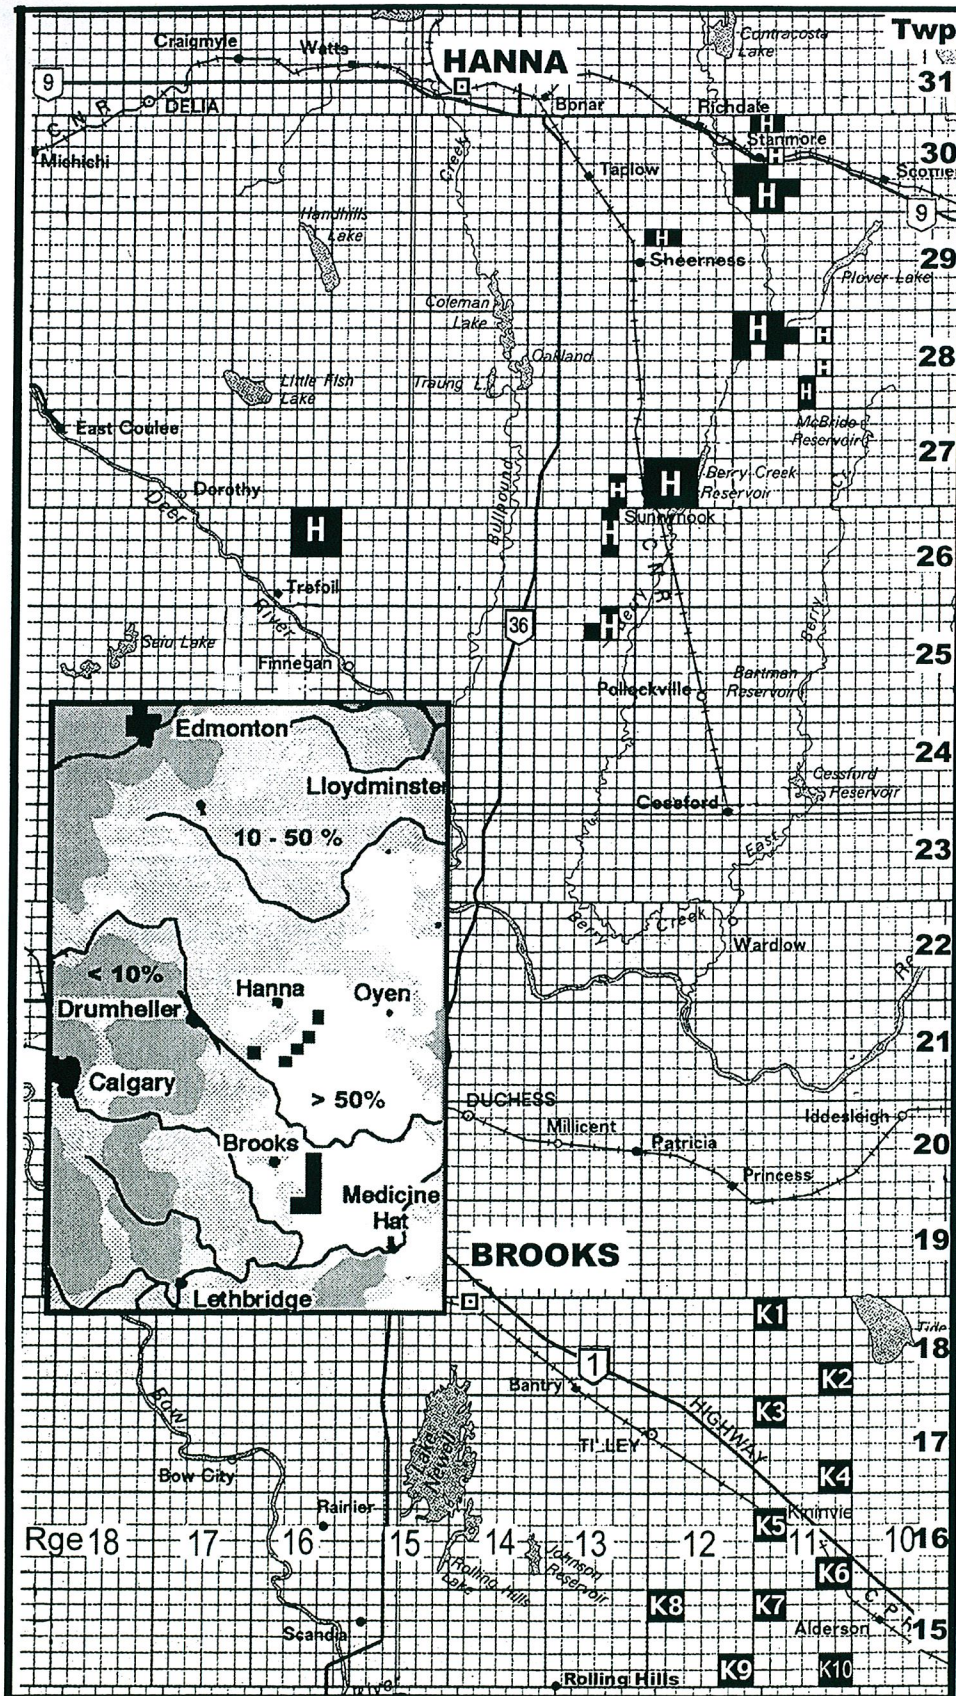 Twp
Contracosta
Lake
Craigmyle
Watts
HANNA
31
9
DELIA
Bonar
Richdale
C N R
H
Stanmore
30
Michichi
H
Taplow
H
9
Creek
Handhills
Lake
H
Sheerness
29
Plover Lake
Coleman
Lake
H
H
28
Oakland
Traung L.
H
Little Fish
Lake
H
McBride
Reservoir
East Coulee
27
H
H
Berry Creek
Reservoir
Dorothy
Deer
Bullpound
Sunnynook
H
H
26
C N R
Trefoil
River
36
H
Berry
Berry
Seiu Lake
Finnegan
25
Bartman
Reservoir
Pollockville
24
Cessford
Reservoir
Cessford
East
23
Berry
Creek
22
Wardlow
21
DUCHESS
Iddesleigh
Millicent
Patricia
20
Princess
19
Edmonton
Lloydminster
10 - 50 %
< 10%
Hanna
Oyen
Drumheller
Calgary
> 50%
Brooks
Medicine
Hat
Lethbridge
BROOKS
K1
18
1
K2
Bantry
K3
HIGHWAY
Bow
TILLEY
17
Lake
Newell
K4
Bow City
Rainier
Kininvie
K5
Rge 18
17
16
15
14
13
12
11
10
16
Rolling Hills
Lake
Johnson
Reservoir
K6
K8
K7
C P R
Alderson
15
Scandia
K9
K10
Rolling Hills